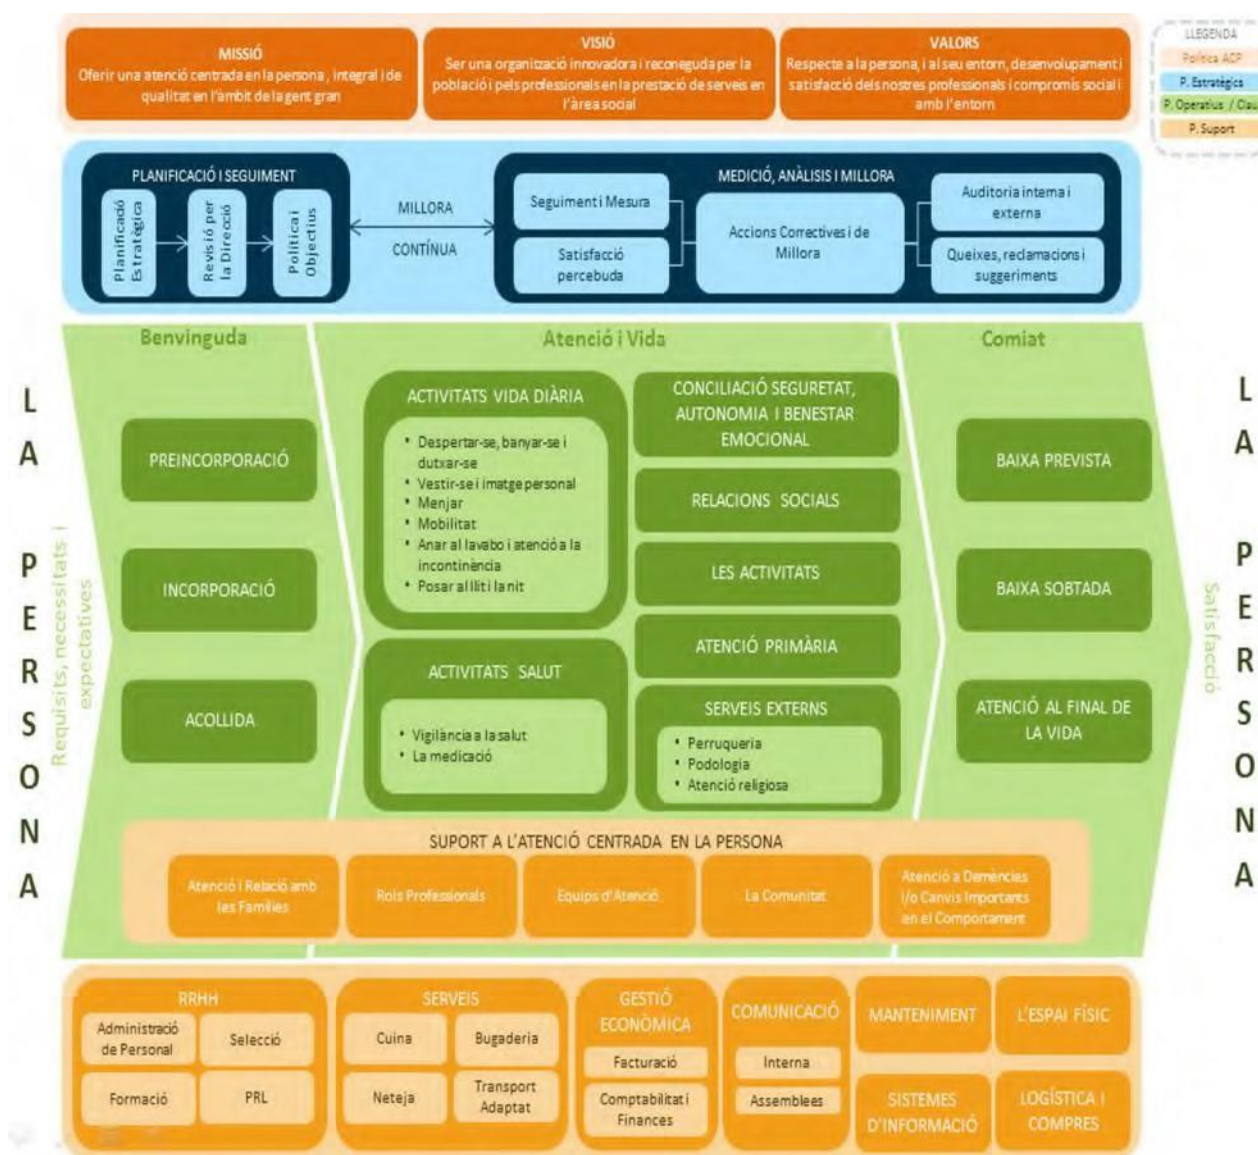 MISSIÓ
Oferir una atenció centrada en la persona , integral i de
qualitat en l'àmbit de la gent gran
VISIÓ
Ser una organització innovadora i reconeguda per la
població i pels professionals en la prestació de serveis en
l'àrea social
VALORS
Respecte a la persona, i al seu entorn, desenvolupament i
satisfacció dels nostres professionals i compromís social i
amb l'entorn
LLEGENDA
Política ACP
P. Estratègics
P. Operatius / Clau
P. Suport
PLANIFICACIÓ I SEGUIMENT
Planificació
Estratègica
Revisió per
la Direcció
Política i
Objectius
MILLORA
CONTÍNUA
MEDICIÓ, ANÀLISIS I MILLORA
Seguiment i Mesura
Satisfacció
percebuda
Accions Correctives i de
Millora
Auditoria interna i
externa
Queixes, reclamacions i
suggeriments
LA PERSONA
Requisits, necessitats i
expectatives
Benvinguda
PREINCORPORACIÓ
INCORPORACIÓ
ACOLLIDA
Atenció i Vida
ACTIVITATS VIDA DIÀRIA
• Despertar-se, banyar-se i
dutxar-se
• Vestir-se i imatge personal
• Menjar
• Mobilitat
• Anar al lavabo i atenció a la
incontinència
• Posar al llit i la nit
ACTIVITATS SALUT
• Vigilància a la salut
• La medicació
CONCILIACIÓ SEGURETAT,
AUTONOMIA I BENESTAR
EMOCIONAL
RELACIONS SOCIALS
LES ACTIVITATS
ATENCIÓ PRIMÀRIA
SERVEIS EXTERNS
• Perruqueria
• Podologia
• Atenció religiosa
Comiat
BAIXA PREVISTA
BAIXA SOBTADA
ATENCIÓ AL FINAL DE
LA VIDA
Satisfacció
LA PERSONA
SUPORT A L'ATENCIÓ CENTRADA EN LA PERSONA
Atenció i Relació amb
les Famílies
Rols Professionals
Equips d'Atenció
La Comunitat
Atenció a Demències
I/o Canvis Importants
en el Comportament
RRHH
Administració
de Personal
Selecció
Formació
PRL
SERVEIS
Cuina
Bugaderia
Neteja
Transport
Adaptat
GESTIÓ
ECONÒMICA
Facturació
Comptabilitat i
Finances
COMUNICACIÓ
Interna
Assemblees
MANTENIMENT
L'ESPAI FÍSIC
SISTEMES
D'INFORMACIÓ
LOGÍSTICA I
COMPRES